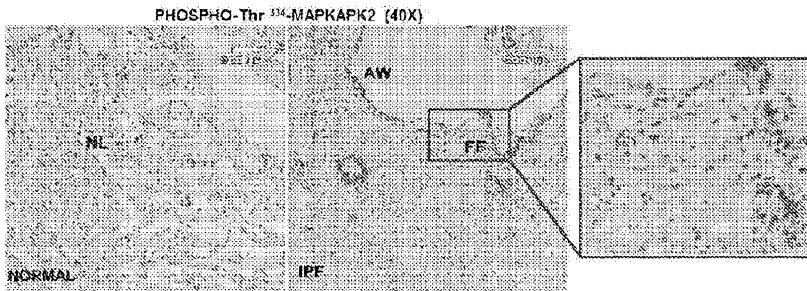 PHOSPHO-Thr ³³⁴-MAPKAPK2 (40X)
AW
NL
FF
NORMAL
IPF